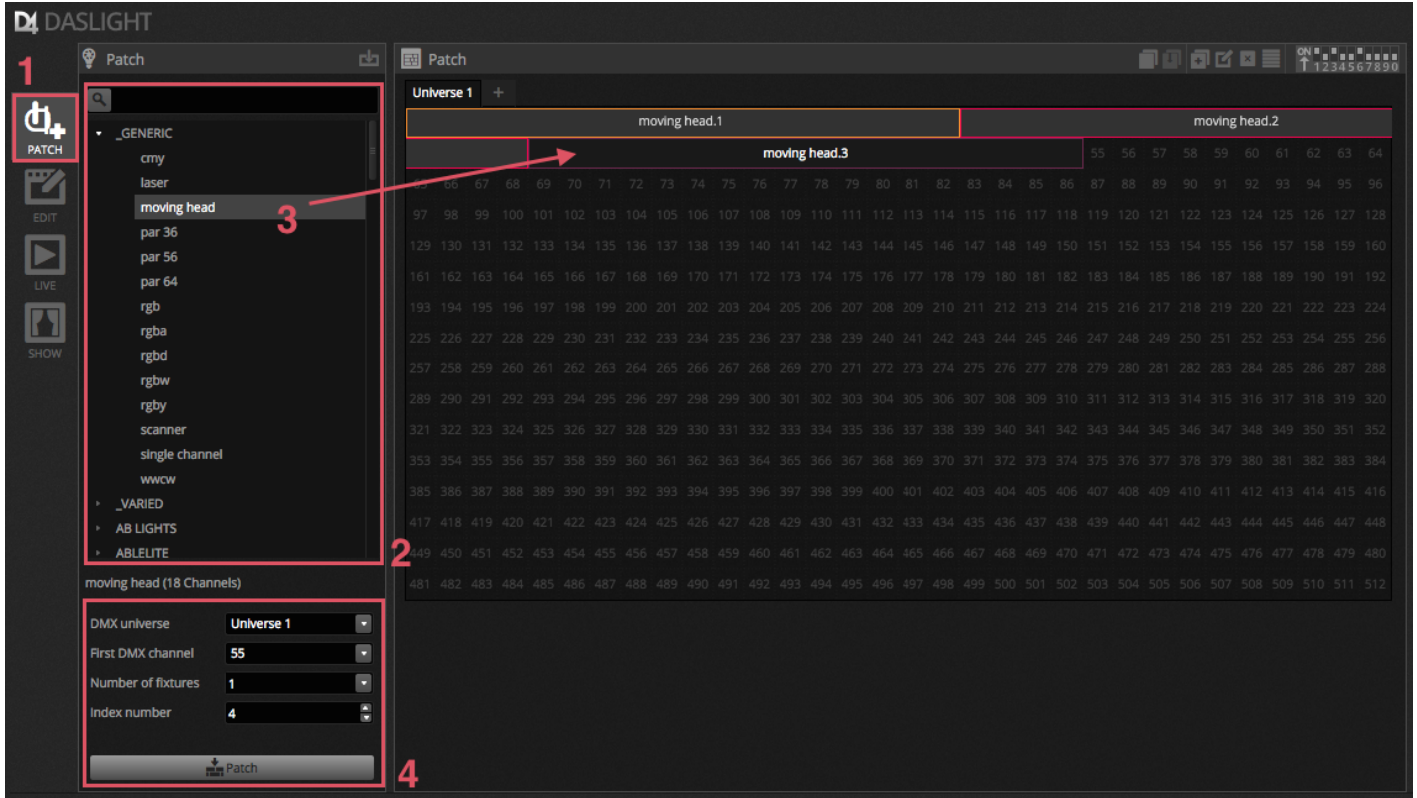 D4 DASLIGHT
1
PATCH
EDIT
LIVE
SHOW
Patch
_GENERIC
cmy
laser
moving head
3
par 36
par 56
par 64
rgb
rgba
rgbd
rgbw
rgby
scanner
single channel
wwcw
_VARIED
AB LIGHTS
ABLELITE
2
moving head (18 Channels)
DMX universe Universe 1
First DMX channel 55
Number of fixtures 1
Index number 4
Patch
4
Patch
ON
1234567890
Universe 1 +
moving head.1 moving head.2
moving head.3 55 56 57 58 59 60 61 62 63 64
65 66 67 68 69 70 71 72 73 74 75 76 77 78 79 80 81 82 83 84 85 86 87 88 89 90 91 92 93 94 95 96
97 98 99 100 101 102 103 104 105 106 107 108 109 110 111 112 113 114 115 116 117 118 119 120 121 122 123 124 125 126 127 128
129 130 131 132 133 134 135 136 137 138 139 140 141 142 143 144 145 146 147 148 149 150 151 152 153 154 155 156 157 158 159 160
161 162 163 164 165 166 167 168 169 170 171 172 173 174 175 176 177 178 179 180 181 182 183 184 185 186 187 188 189 190 191 192
193 194 195 196 197 198 199 200 201 202 203 204 205 206 207 208 209 210 211 212 213 214 215 216 217 218 219 220 221 222 223 224
225 226 227 228 229 230 231 232 233 234 235 236 237 238 239 240 241 242 243 244 245 246 247 248 249 250 251 252 253 254 255 256
257 258 259 260 261 262 263 264 265 266 267 268 269 270 271 272 273 274 275 276 277 278 279 280 281 282 283 284 285 286 287 288
289 290 291 292 293 294 295 296 297 298 299 300 301 302 303 304 305 306 307 308 309 310 311 312 313 314 315 316 317 318 319 320
321 322 323 324 325 326 327 328 329 330 331 332 333 334 335 336 337 338 339 340 341 342 343 344 345 346 347 348 349 350 351 352
353 354 355 356 357 358 359 360 361 362 363 364 365 366 367 368 369 370 371 372 373 374 375 376 377 378 379 380 381 382 383 384
385 386 387 388 389 390 391 392 393 394 395 396 397 398 399 400 401 402 403 404 405 406 407 408 409 410 411 412 413 414 415 416
417 418 419 420 421 422 423 424 425 426 427 428 429 430 431 432 433 434 435 436 437 438 439 440 441 442 443 444 445 446 447 448
449 450 451 452 453 454 455 456 457 458 459 460 461 462 463 464 465 466 467 468 469 470 471 472 473 474 475 476 477 478 479 480
481 482 483 484 485 486 487 488 489 490 491 492 493 494 495 496 497 498 499 500 501 502 503 504 505 506 507 508 509 510 511 512